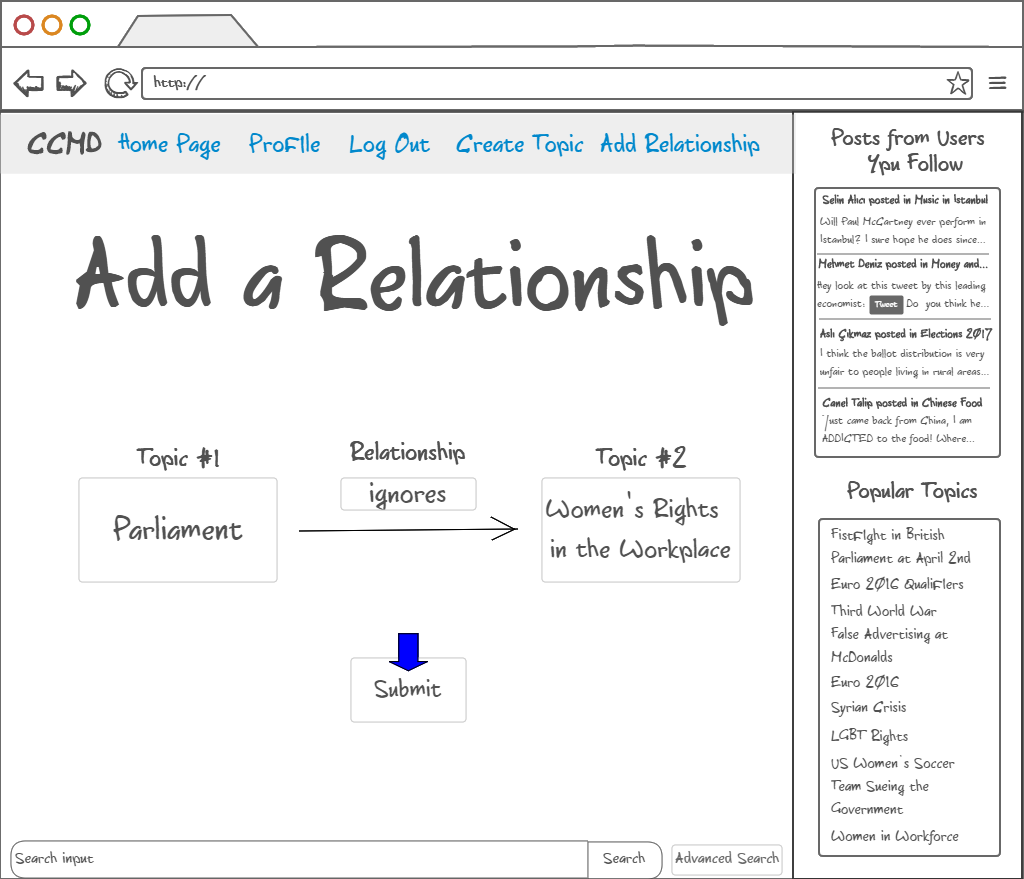 http://
CCMD Home Page Profile Log Out Create Topic Add Relationship
Add a Relationship
Topic #1
Parliament
Relationship
ignores
Topic #2
Women's Rights
in the Workplace
Submit
Search input
Search
Advanced Search
Posts from Users
Ypu Follow
Selin Alıcı posted in Music in Istanbul
Will Paul McCartney ever perform in
Istanbul? I sure hope he does since...
Mehmet Deniz posted in Money and...
Hey look at this tweet by this leading
economist: Tweet Do you think he...
Aslı Çıkmaz posted in Elections 2017
I think the ballot distribution is very
unfair to people living in rural areas...
Canel Talip posted in Chinese Food
Just came back from China, I am
ADDICTED to the food! Where...
Popular Topics
Fistfight in British
Parliament at April 2nd
Euro 2016 Qualifiers
Third World War
False Advertising at
McDonalds
Euro 2016
Syrian Crisis
LGBT Rights
US Women's Soccer
Team Sueing the
Government
Women in Workforce